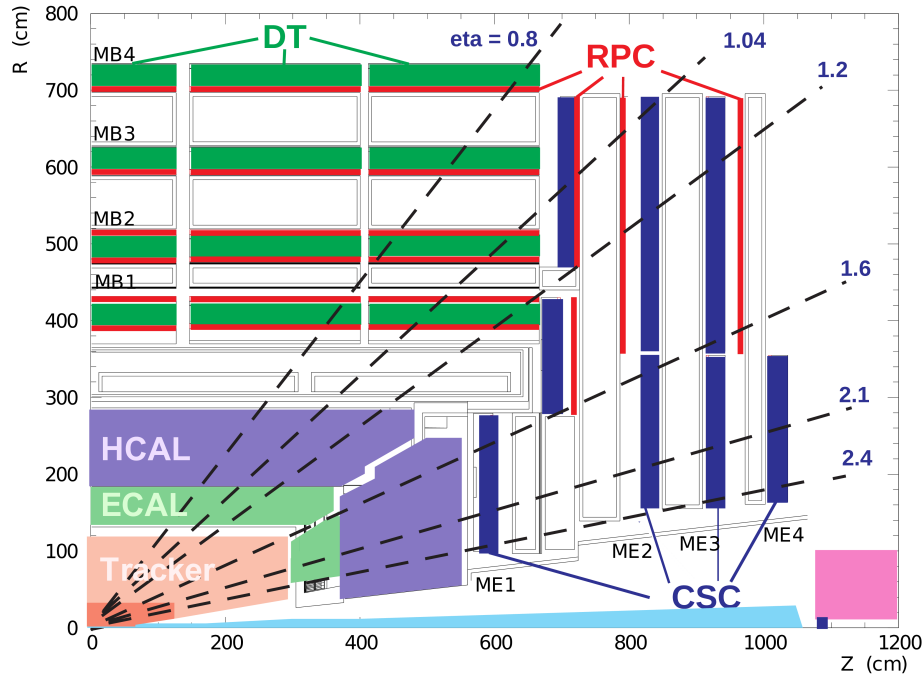 R (cm)
800
700
600
500
400
300
200
100
0
MB4
MB3
MB2
MB1
DT
eta = 0.8
1.04
1.2
RPC
1.6
2.1
2.4
HCAL
ECAL
Tracker
ME1
ME2
ME3
ME4
CSC
0
200
400
600
800
1000
1200
Z (cm)